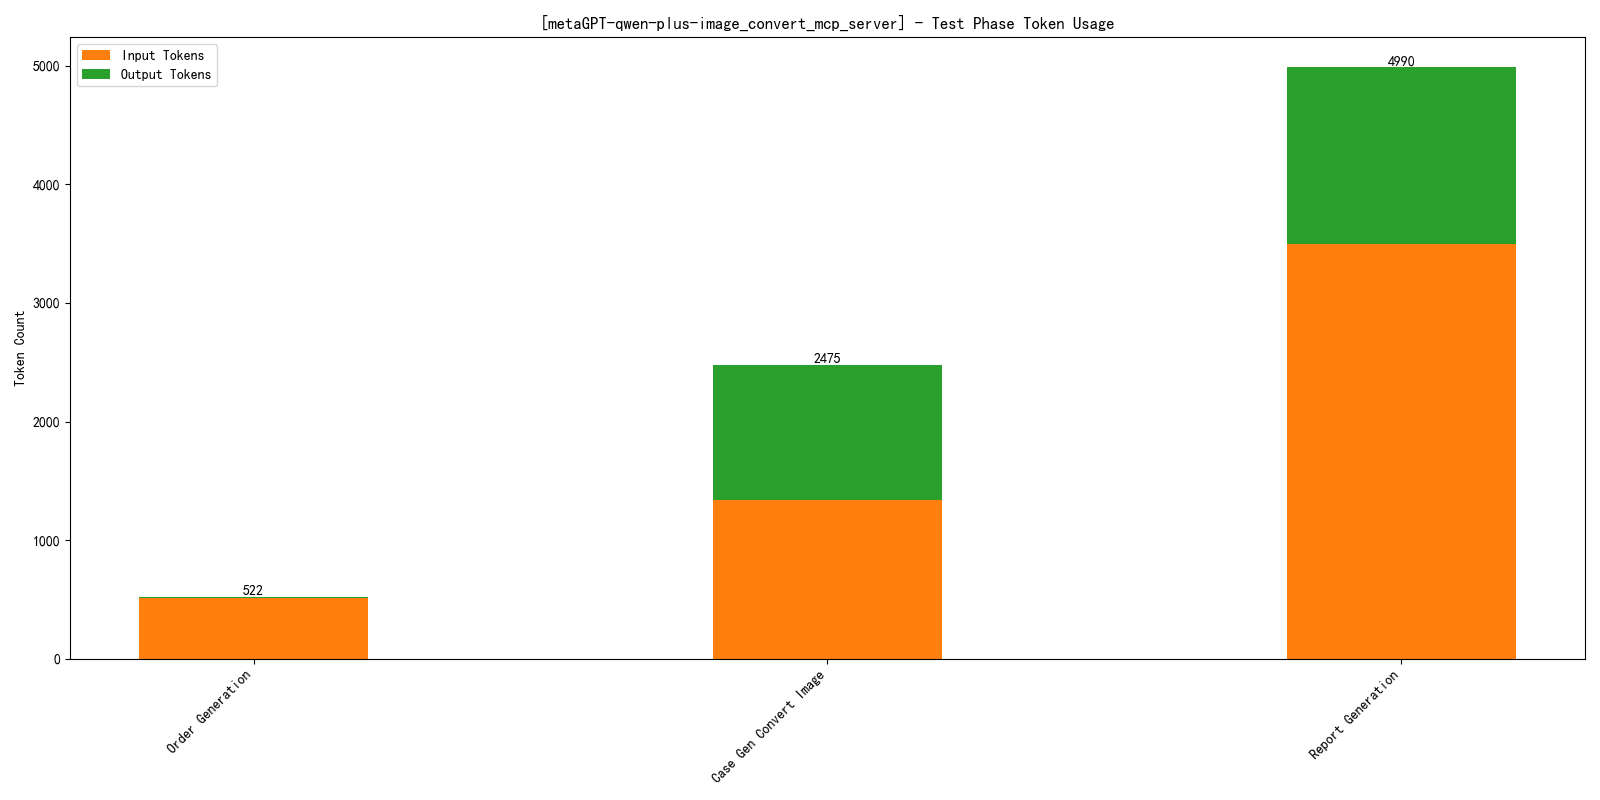 [metaGPT-qwen-plus-image_convert_mcp_server] - Test Phase Token Usage
Input Tokens
Output Tokens
Token Count
5000
4000
3000
2000
1000
0
522
2475
4990
Order Generation
Case Gen Convert Image
Report Generation